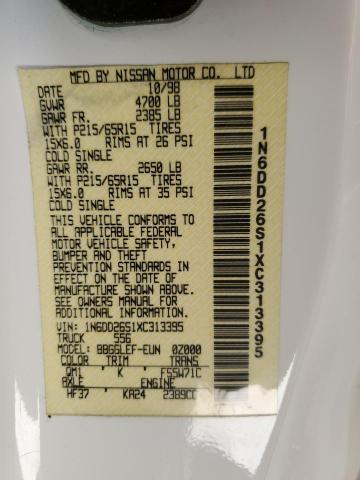 MFD BY NISSAN MOTOR CO. LTD
DATE 10/98
GVWR 4700 LB
GAWR FR. 2385 LB
WITH P215/65R15 TIRES
15X6.0 RIMS AT 26 PSI
COLD SINGLE
GAWR RR. 2650 LB
WITH P215/65R15 TIRES
15X6.0 RIMS AT 35 PSI
COLD SINGLE
THIS VEHICLE CONFORMS TO
ALL APPLICABLE FEDERAL
MOTOR VEHICLE SAFETY,
BUMPER AND THEFT
PREVENTION STANDARDS IN
EFFECT ON THE DATE OF
MANUFACTURE SHOWN ABOVE.
SEE OWNERS MANUAL FOR
ADDITIONAL INFORMATION.
VIN: 1N6DD26S1XC313395
TRUCK 556
MODEL: BBGSLEF-EUN 0Z000
COLOR TRIM TRANS
QM1 K FS5W71C
AXLE ENGINE
HF37 KA24 2389CC
1N6DD26S1XC313395